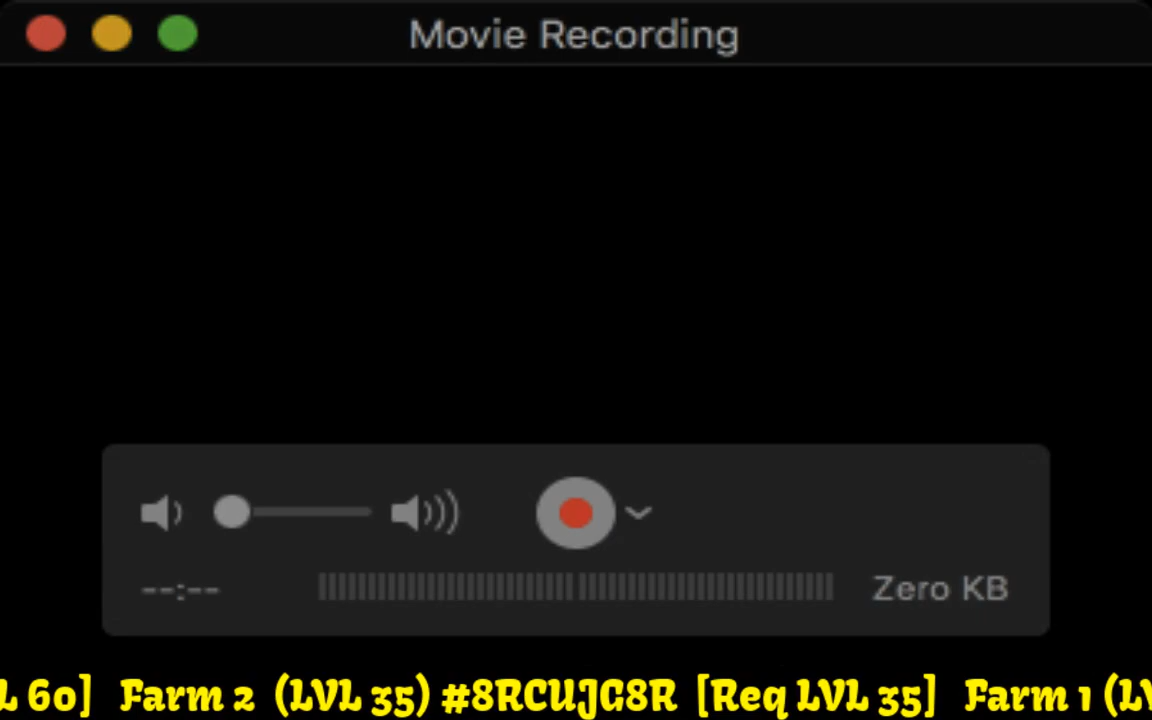 Movie Recording
--:-- Zero KB
L 60] Farm 2 (LVL 35) #8RCUJG8R [Req LVL 35] Farm 1 (LV